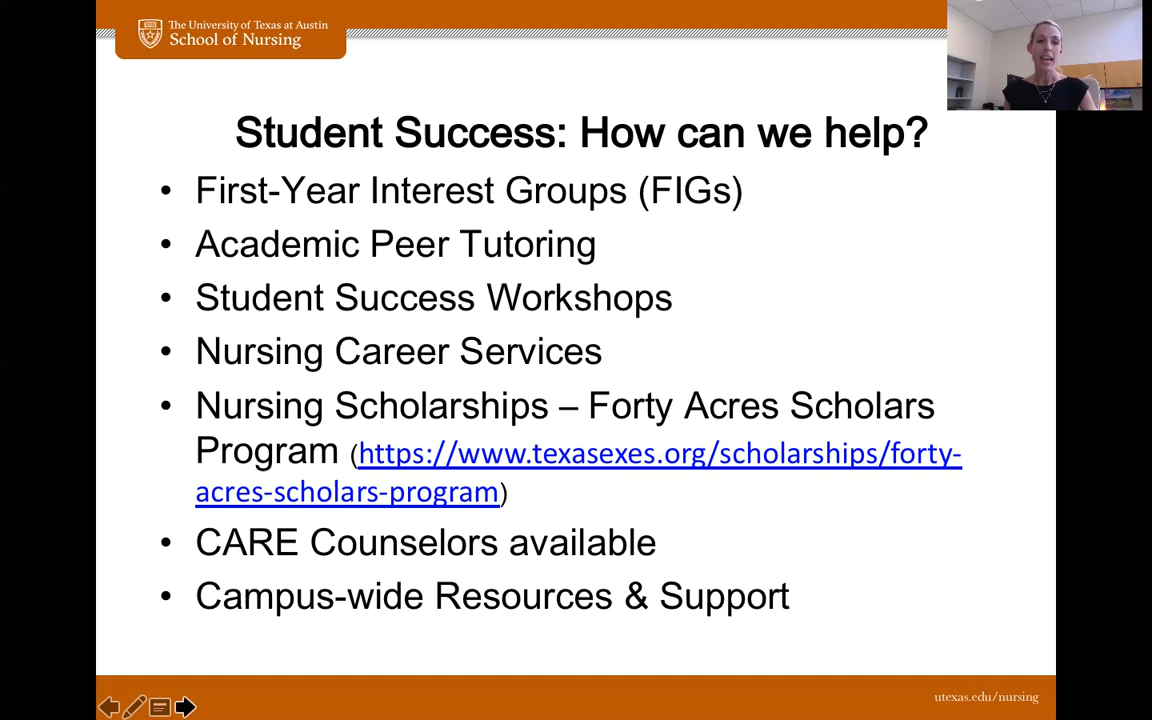 The University of Texas at Austin
School of Nursing
Student Success: How can we help?
• First-Year Interest Groups (FIGs)
• Academic Peer Tutoring
• Student Success Workshops
• Nursing Career Services
• Nursing Scholarships – Forty Acres Scholars
Program (https://www.texasexes.org/scholarships/forty-
acres-scholars-program)
• CARE Counselors available
• Campus-wide Resources & Support
utexas.edu/nursing